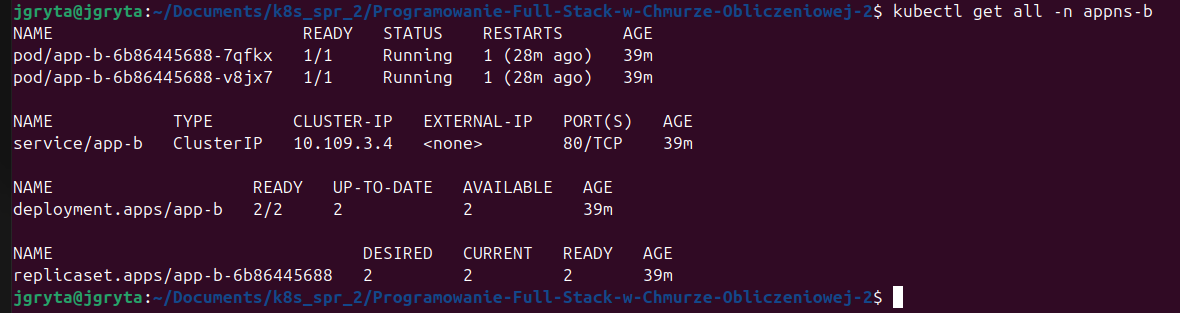 jgryta@jgryta:~/Documents/k8s_spr_2/Programowanie-Full-Stack-w-Chmurze-Obliczeniowej-2$ kubectl get all -n appns-b
NAME                         READY   STATUS    RESTARTS      AGE
pod/app-b-6b86445688-7qfkx   1/1     Running   1 (28m ago)   39m
pod/app-b-6b86445688-v8jx7   1/1     Running   1 (28m ago)   39m

NAME            TYPE        CLUSTER-IP   EXTERNAL-IP   PORT(S)   AGE
service/app-b   ClusterIP   10.109.3.4   <none>        80/TCP    39m

NAME                    READY   UP-TO-DATE   AVAILABLE   AGE
deployment.apps/app-b   2/2     2            2           39m

NAME                               DESIRED   CURRENT   READY   AGE
replicaset.apps/app-b-6b86445688   2         2         2       39m
jgryta@jgryta:~/Documents/k8s_spr_2/Programowanie-Full-Stack-w-Chmurze-Obliczeniowej-2$